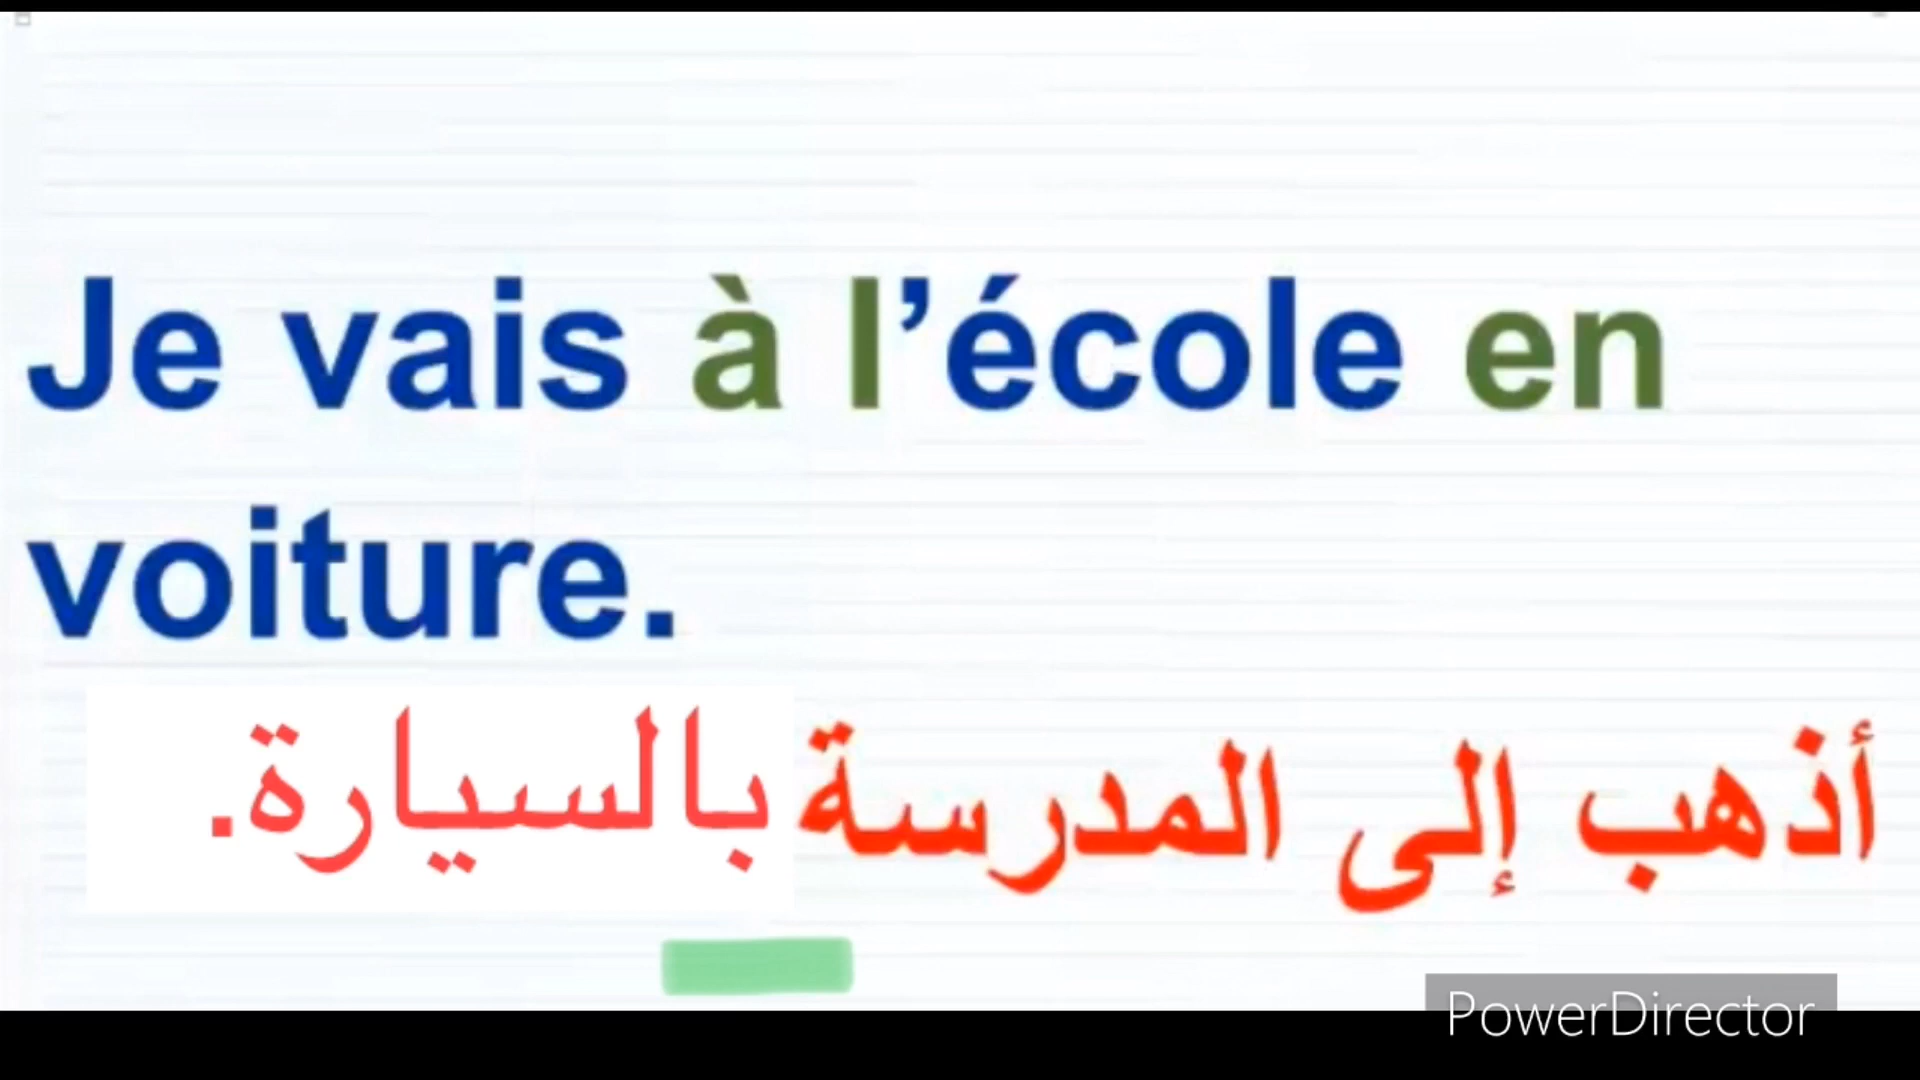 Je vais à l’école en
voiture.
أذهب إلى المدرسة بالسيارة.
PowerDirector